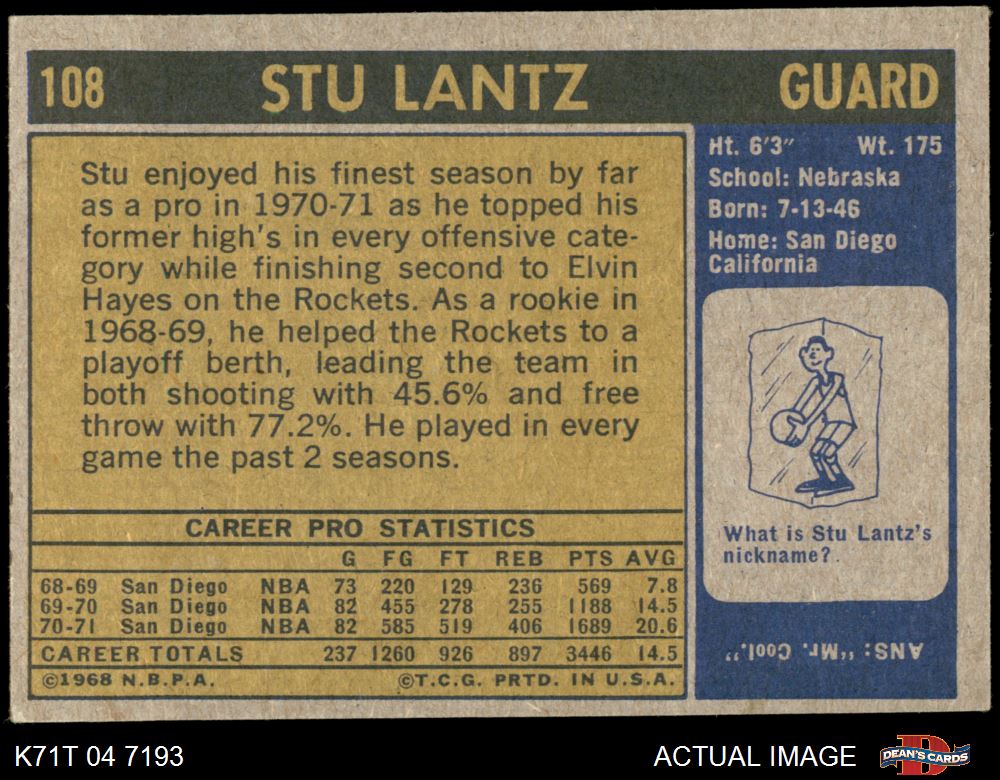 108 STU LANTZ GUARD
Stu enjoyed his finest season by far
as a pro in 1970-71 as he topped his
former high's in every offensive cate-
gory while finishing second to Elvin
Hayes on the Rockets. As a rookie in
1968-69, he helped the Rockets to a
playoff berth, leading the team in
both shooting with 45.6% and free
throw with 77.2%. He played in every
game the past 2 seasons.
CAREER PRO STATISTICS
G FG FT REB PTS AVG
68-69 San Diego NBA 73 220 129 236 569 7.8
69-70 San Diego NBA 82 455 278 255 1188 14.5
70-71 San Diego NBA 82 585 519 406 1689 20.6
CAREER TOTALS 237 1260 926 897 3446 14.5
©1968 N.B.P.A. ©T.C.G. PRTD. IN U.S.A.
Ht. 6'3" Wt. 175
School: Nebraska
Born: 7-13-46
Home: San Diego
California
What is Stu Lantz's
nickname?
ANS: "Mr. Cool."
K71T 04 7193 ACTUAL IMAGE D DEAN'S CARDS